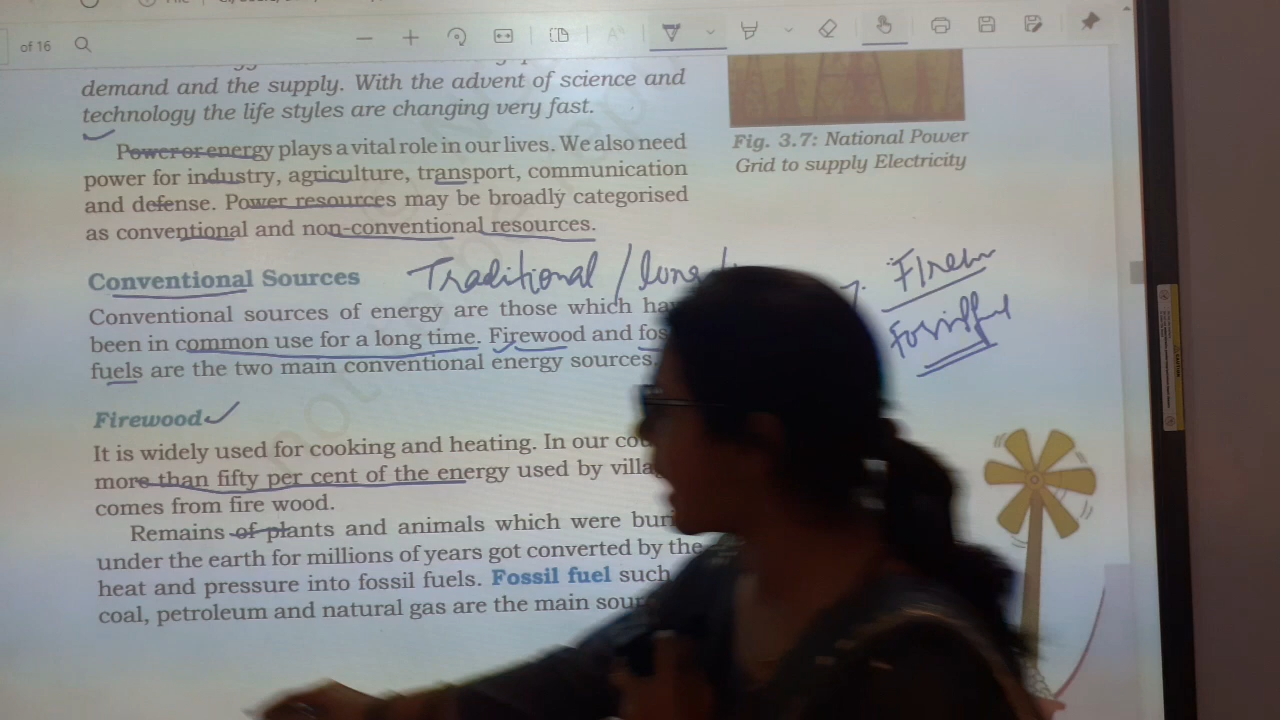 of 16
demand and the supply. With the advent of science and
technology the life styles are changing very fast.
Power or energy plays a vital role in our lives. We also need
power for industry, agriculture, transport, communication
and defense. Power resources may be broadly categorised
as conventional and non-conventional resources.
Fig. 3.7: National Power
Grid to supply Electricity
Conventional Sources Traditional /
Conventional sources of energy are those which
been in common use for a long time. Firewood and
fuels are the two main conventional energy sources.
Firewood
It is widely used for cooking and heating. In our
more than fifty per cent of the energy used by
comes from fire wood.
Remains of plants and animals which were
under the earth for millions of years got converted by the
heat and pressure into fossil fuels. Fossil fuel such
coal, petroleum and natural gas are the main